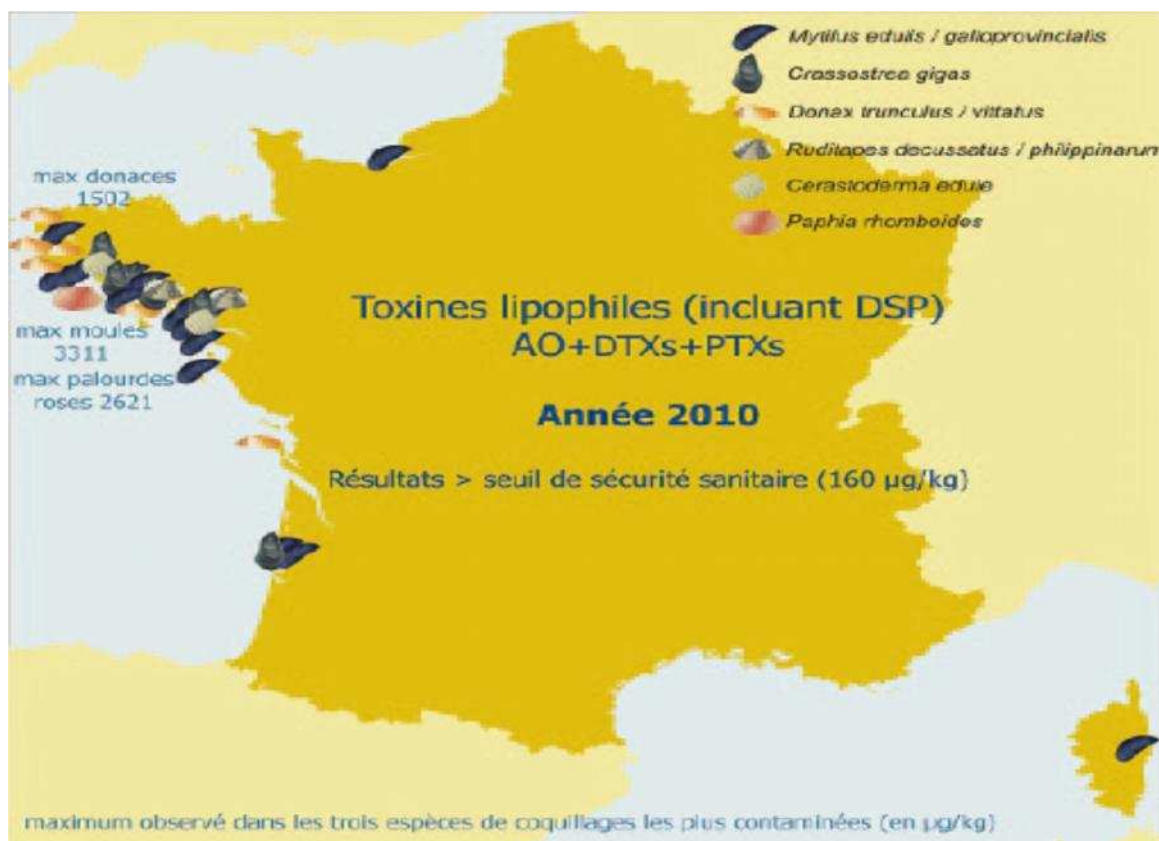 Mytilus edulis / galloprovincialis
Crassostrea gigas
Donax trunculus / vittatus
Ruditapes decussatus / philippinarum
Cerastoderma edule
Paphia rhomboides
max donaces
1502
max moules
3311
max palourdes
roses 2621
Toxines lipophiles (incluant DSP)
AO+DTXs+PTXs
Année 2010
Résultats > seuil de sécurité sanitaire (160 µg/kg)
maximum observé dans les trois espèces de coquillages les plus contaminées (en µg/kg)